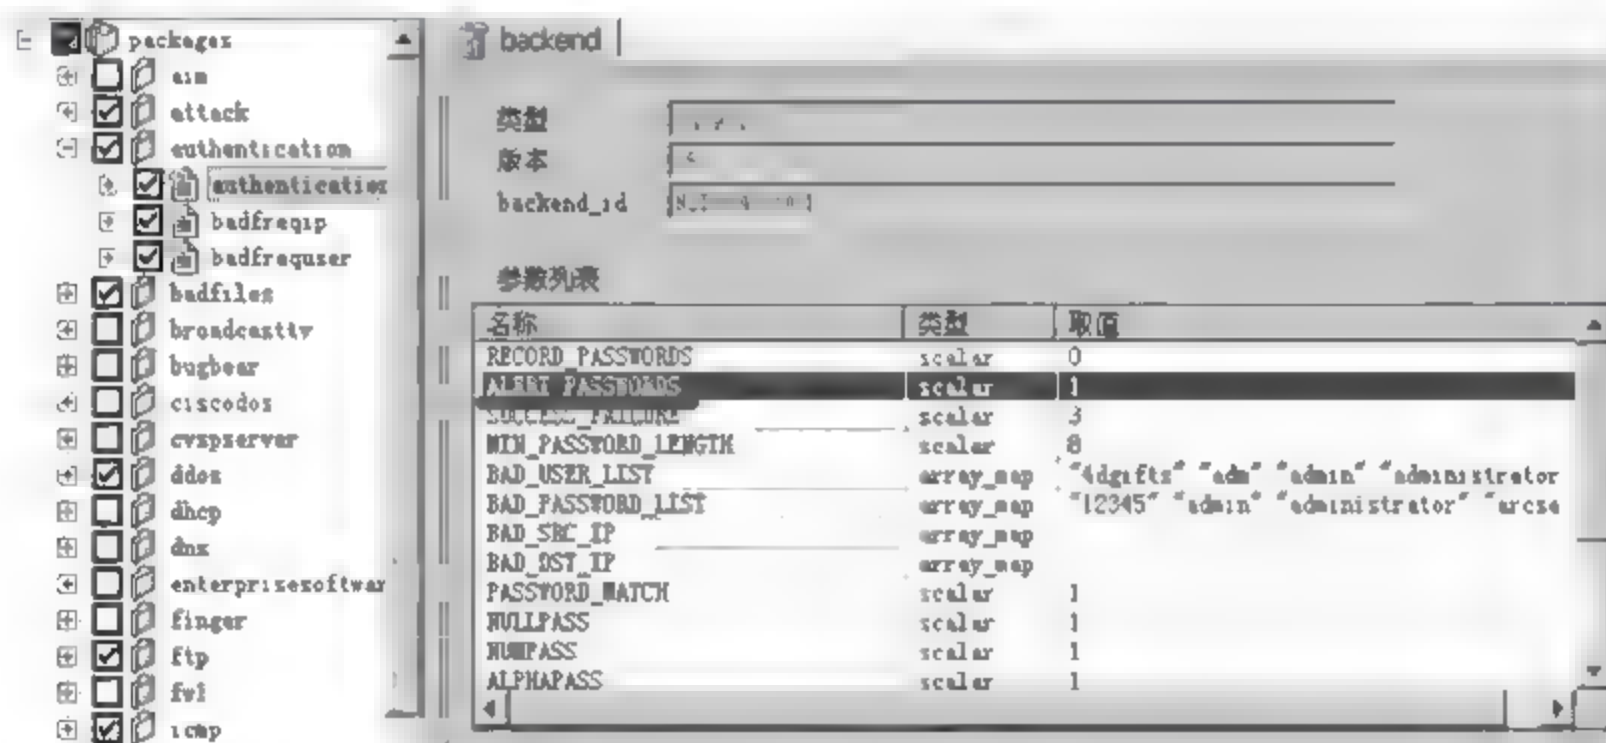 packages
aim
attack
authentication
authentication
badfreqip
badfrequser
badfiles
broadcasttv
bugbear
ciscodos
cvspserver
ddos
dhcp
dns
enterprisesoftwar
finger
ftp
fwl
icmp
backend
类型
版本
backend_id
参数列表
名称 类型 取值
RECORD_PASSWORDS scalar 0
ALERT_PASSWORDS scalar 1
SUCCESS_FAILURE scalar 3
MIN_PASSWORD_LENGTH scalar 8
BAD_USER_LIST array_map "4dgifts" "adm" "admin" "administrator
BAD_PASSWORD_LIST array_map "12345" "admin" "administrator" "arcse
BAD_SRC_IP array_map
BAD_DST_IP array_map
PASSWORD_MATCH scalar 1
NULLPASS scalar 1
NUMPASS scalar 1
ALPHAPASS scalar 1